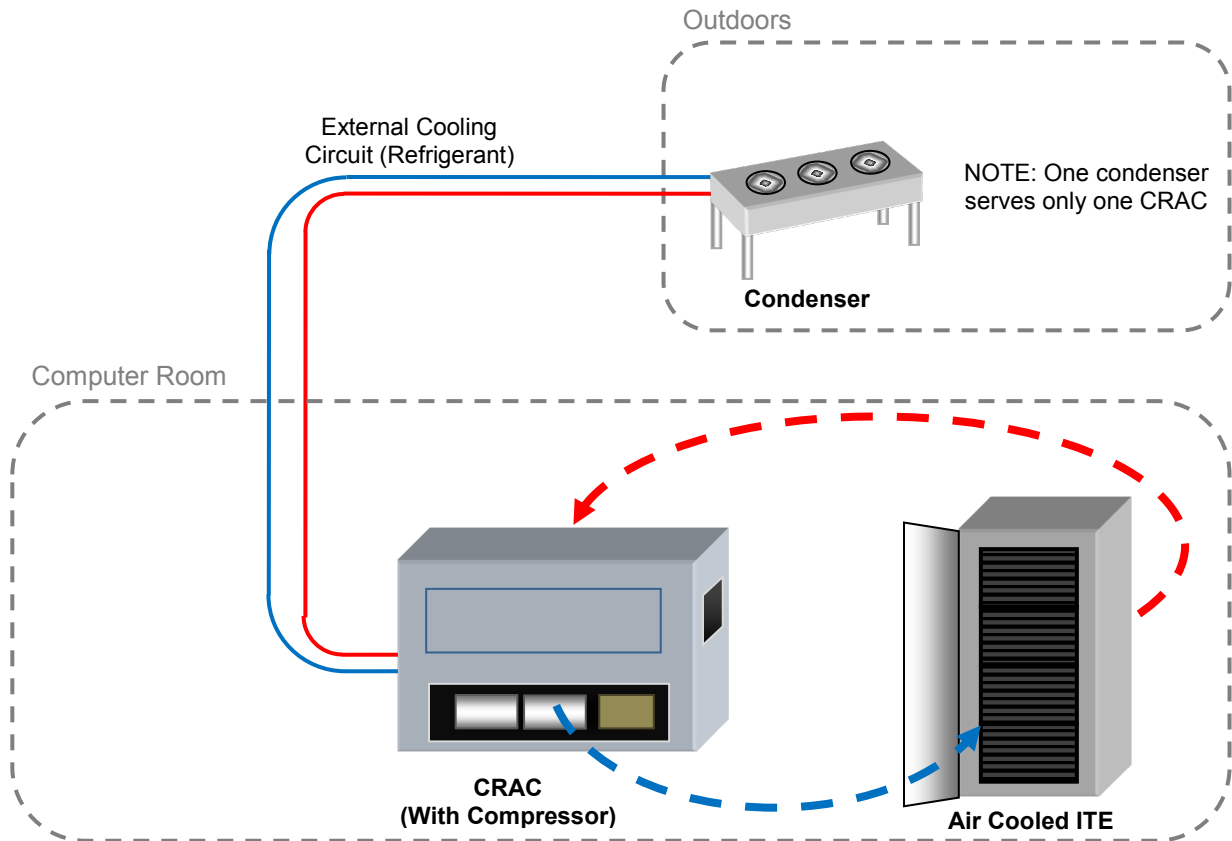 Outdoors
External Cooling
Circuit (Refrigerant)
NOTE: One condenser
serves only one CRAC
Condenser
Computer Room
CRAC
(With Compressor)
Air Cooled ITE